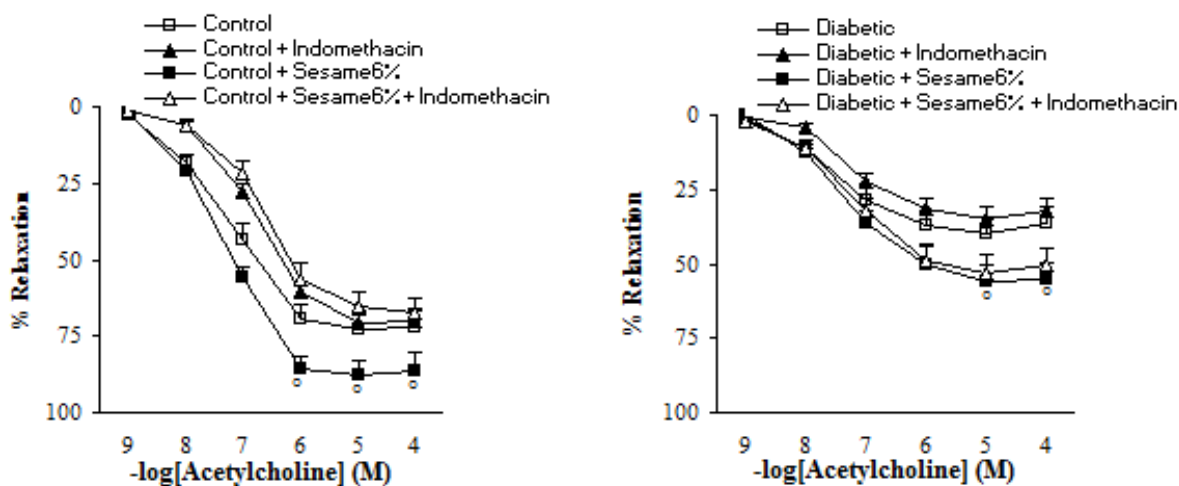 Control
Control + Indomethacin
Control + Sesame6%
Control + Sesame6% + Indomethacin
0
25
50
75
100
% Relaxation
9 8 7 6 5 4
-log[Acetylcholine] (M)
Diabetic
Diabetic + Indomethacin
Diabetic + Sesame6%
Diabetic + Sesame6% + Indomethacin
0
25
50
75
100
% Relaxation
9 8 7 6 5 4
-log[Acetylcholine] (M)